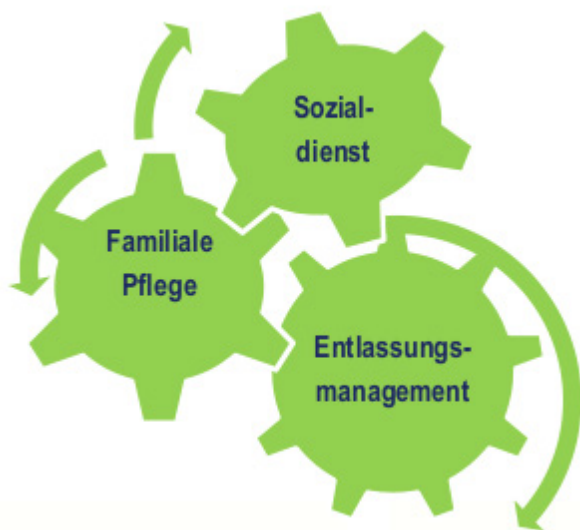 Sozial-
dienst
Familiale
Pflege
Entlassungs-
management